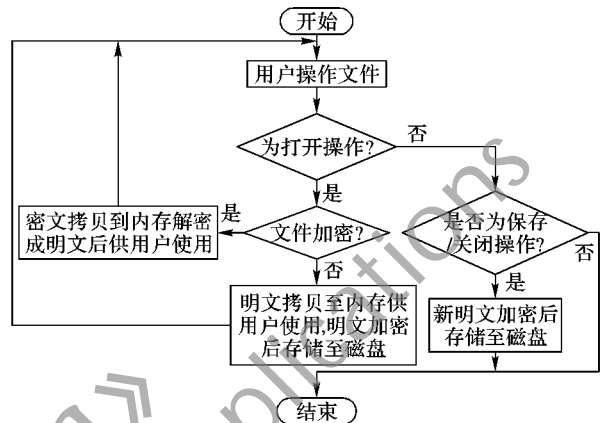 开始
用户操作文件
为打开操作?
否
是
密文拷贝到内存解密
成明文后供用户使用
是
文件加密?
是否为保存
/关闭操作?
否
否
是
明文拷贝至内存供
用户使用,明文加密
后存储至磁盘
新明文加密后
存储至磁盘
结束
》
plications